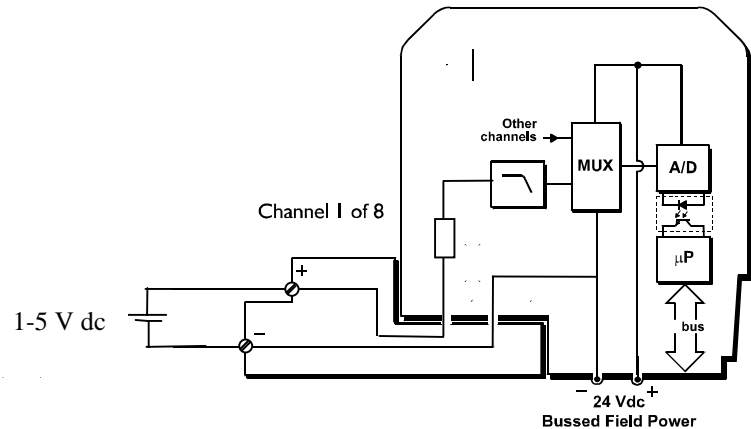 Other
channels
MUX
A/D
Channel 1 of 8
μP
+
1-5 V dc
bus
−
− +
24 Vdc
Bussed Field Power